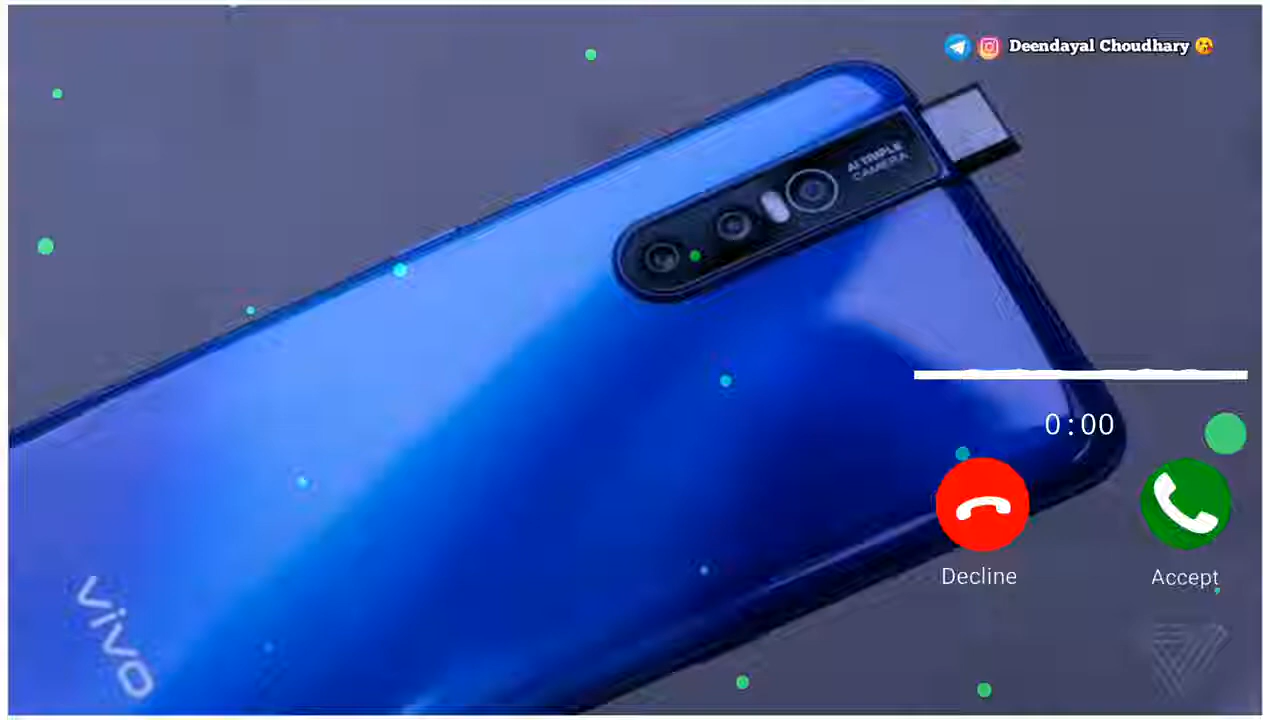 Deendayal Choudhary 😘
AI TRIPLE
CAMERA
0:00
Decline
Accept
vivo